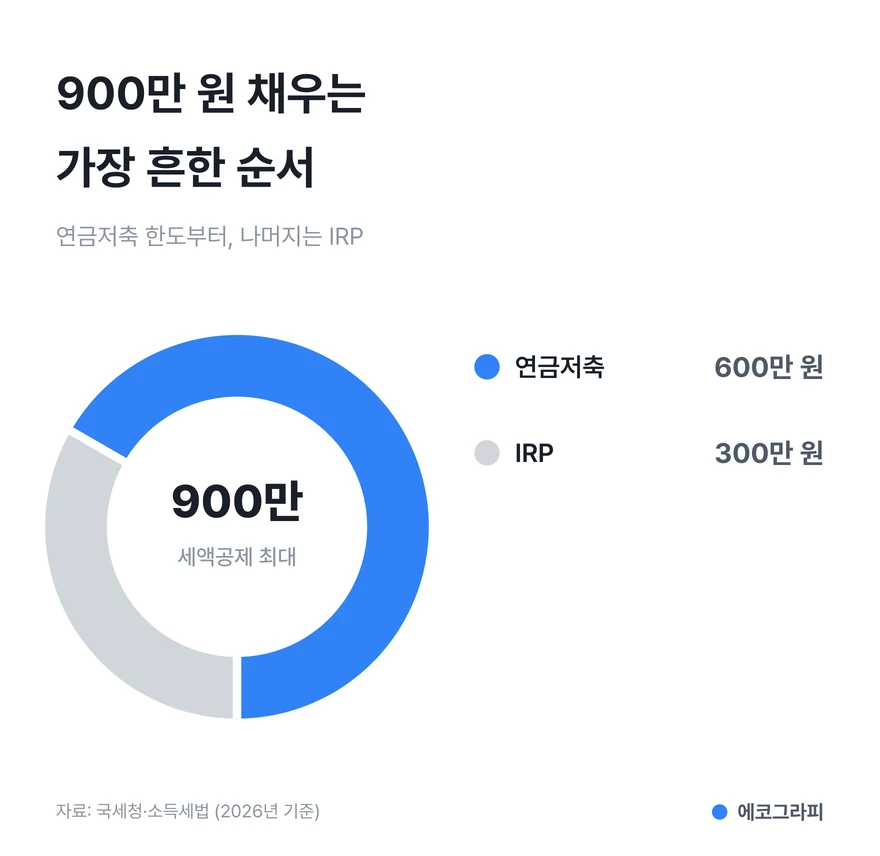 900만 원 채우는
가장 흔한 순서
연금저축 한도부터, 나머지는 IRP
연금저축 600만 원
IRP 300만 원
900만
세액공제 최대
자료: 국세청·소득세법 (2026년 기준)
에코그라피